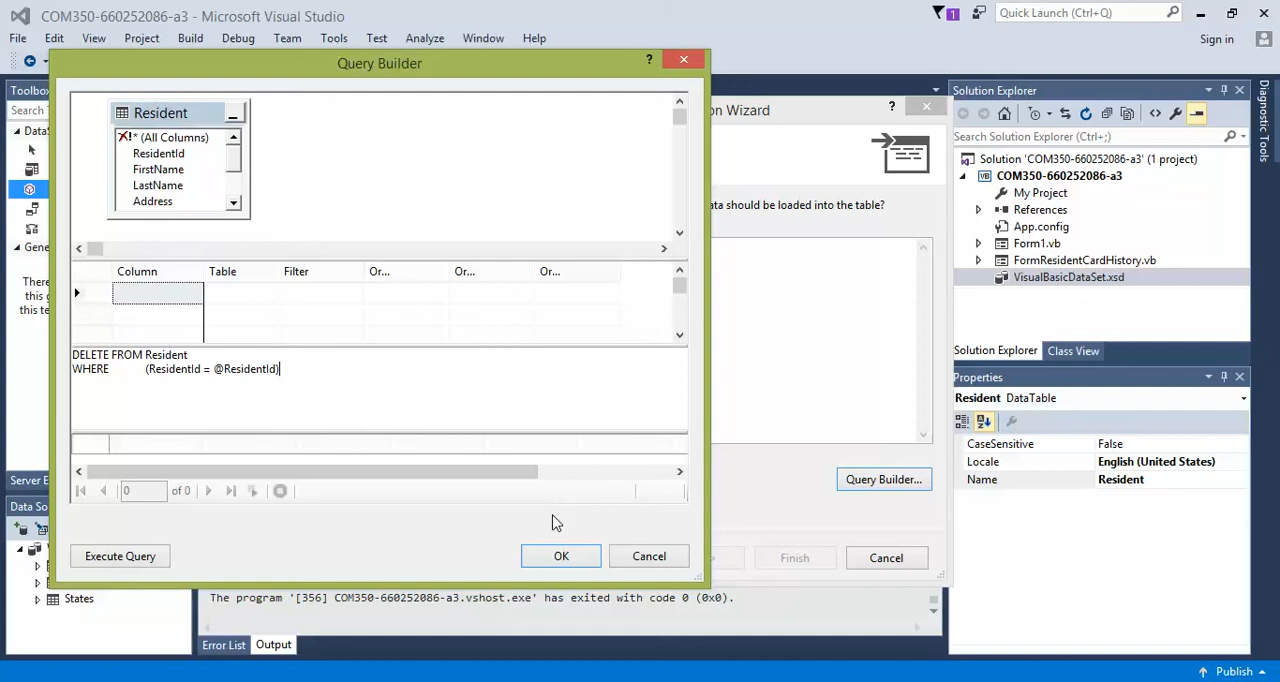 COM350-660252086-a3 - Microsoft Visual Studio
1
Quick Launch (Ctrl+Q)
File Edit View Project Build Debug Team Tools Test Analyze Window Help
Sign in
Query Builder
?
Toolbox
Solution Explorer
Diagnostic Tools
Resident
on Wizard
?
* (All Columns)
ResidentId
FirstName
LastName
Address
Search Solution Explorer (Ctrl+;)
Solution 'COM350-660252086-a3' (1 project)
VB COM350-660252086-a3
My Project
References
App.config
Form1.vb
FormResidentCardHistory.vb
VisualBasicDataSet.xsd
ata should be loaded into the table?
Gene
There
this g
this te
Column Table Filter Or... Or... Or...
DELETE FROM Resident
WHERE (ResidentId = @ResidentId)
Solution Explorer Class View
Properties
Resident DataTable
CaseSensitive False
Locale English (United States)
Name Resident
Query Builder...
0 of 0
Server E
Data So
Execute Query OK Cancel
Finish Cancel
States
The program '[356] COM350-660252086-a3.vshost.exe' has exited with code 0 (0x0).
Error List Output
Publish